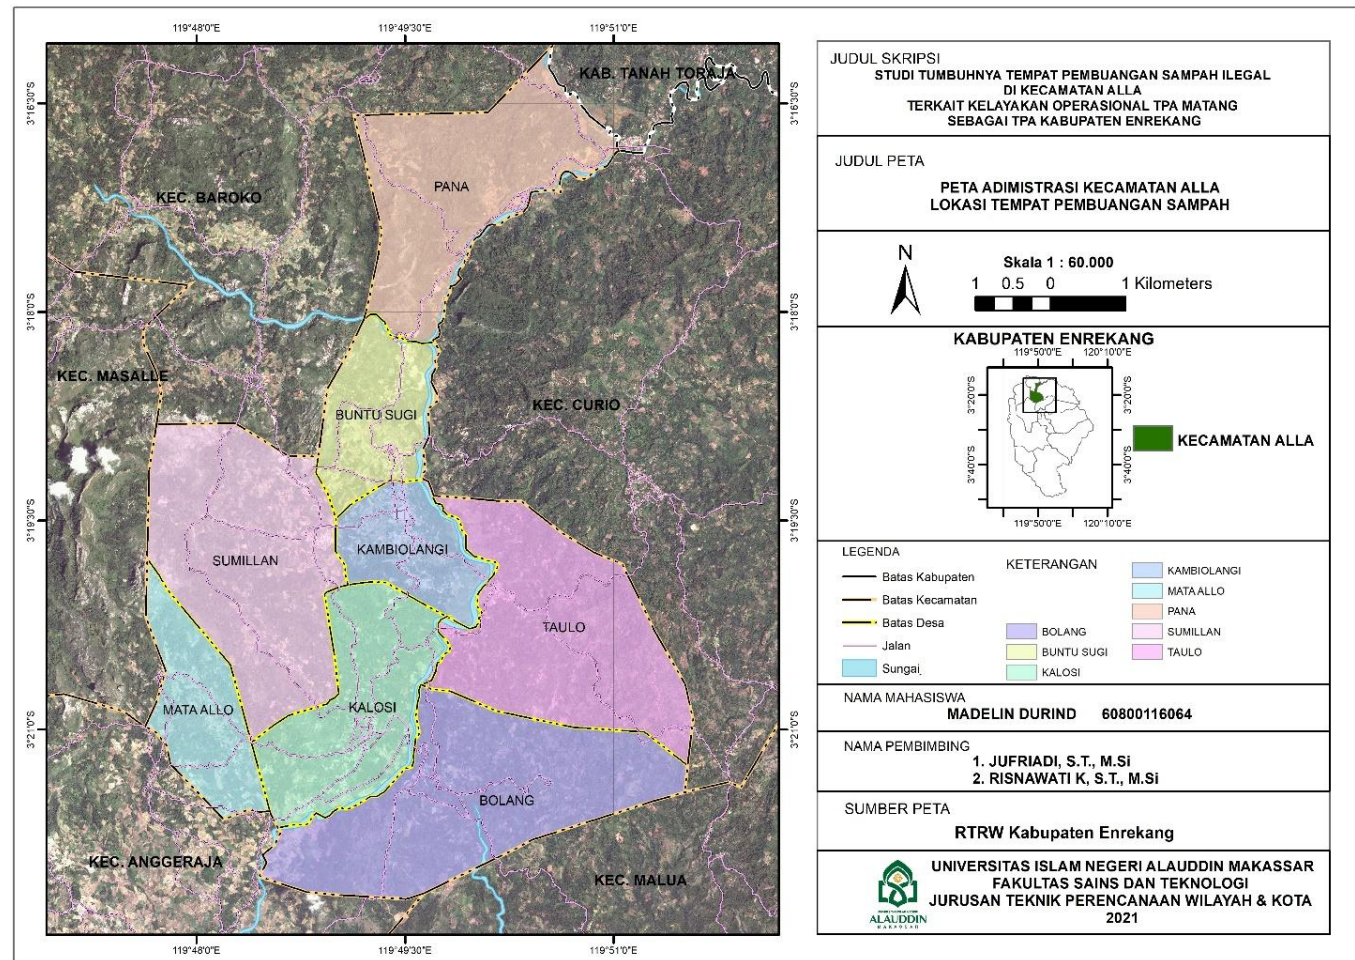 119°48'0"E
119°49'30"E
119°51'0"E
3°16'30"S
3°18'0"S
3°19'30"S
3°21'0"S
3°16'30"S
3°18'0"S
3°19'30"S
3°21'0"S
119°48'0"E
119°49'30"E
119°51'0"E
KAB. TANAH TORAJA
PANA
KEC. BAROKO
KEC. MASALLE
BUNTU SUGI
KEC. CURIO
SUMILLAN
KAMBIOLANGI
TAULO
MATA ALLO
KALOSI
BOLANG
KEC. ANGGERAJA
KEC. MALUA
JUDUL SKRIPSI
STUDI TUMBUHNYA TEMPAT PEMBUANGAN SAMPAH ILEGAL
DI KECAMATAN ALLA
TERKAIT KELAYAKAN OPERASIONAL TPA MATANG
SEBAGAI TPA KABUPATEN ENREKANG
JUDUL PETA
PETA ADIMISTRASI KECAMATAN ALLA
LOKASI TEMPAT PEMBUANGAN SAMPAH
N
Skala 1 : 60.000
1 0.5 0 1 Kilometers
KABUPATEN ENREKANG
119°50'0"E 120°10'0"E
3°20'0"S
3°40'0"S
3°20'0"S
3°40'0"S
119°50'0"E 120°10'0"E
KECAMATAN ALLA
LEGENDA
Batas Kabupaten
Batas Kecamatan
Batas Desa
Jalan
Sungai
KETERANGAN
BOLANG
BUNTU SUGI
KALOSI
KAMBIOLANGI
MATA ALLO
PANA
SUMILLAN
TAULO
NAMA MAHASISWA
MADELIN DURIND 60800116064
NAMA PEMBIMBING
1. JUFRIADI, S.T., M.Si
2. RISNAWATI K, S.T., M.Si
SUMBER PETA
RTRW Kabupaten Enrekang
ALAUDDIN
MAKASSAR
UNIVERSITAS ISLAM NEGERI ALAUDDIN MAKASSAR
FAKULTAS SAINS DAN TEKNOLOGI
JURUSAN TEKNIK PERENCANAAN WILAYAH & KOTA
2021